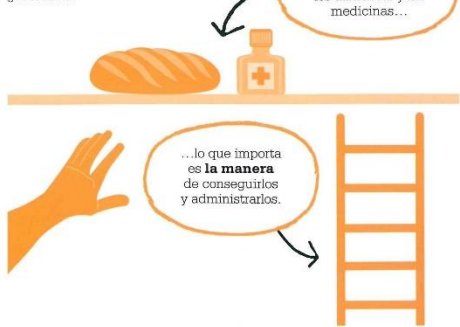 medicinas…
…lo que importa
es la manera
de conseguirlos
y administrarlos.